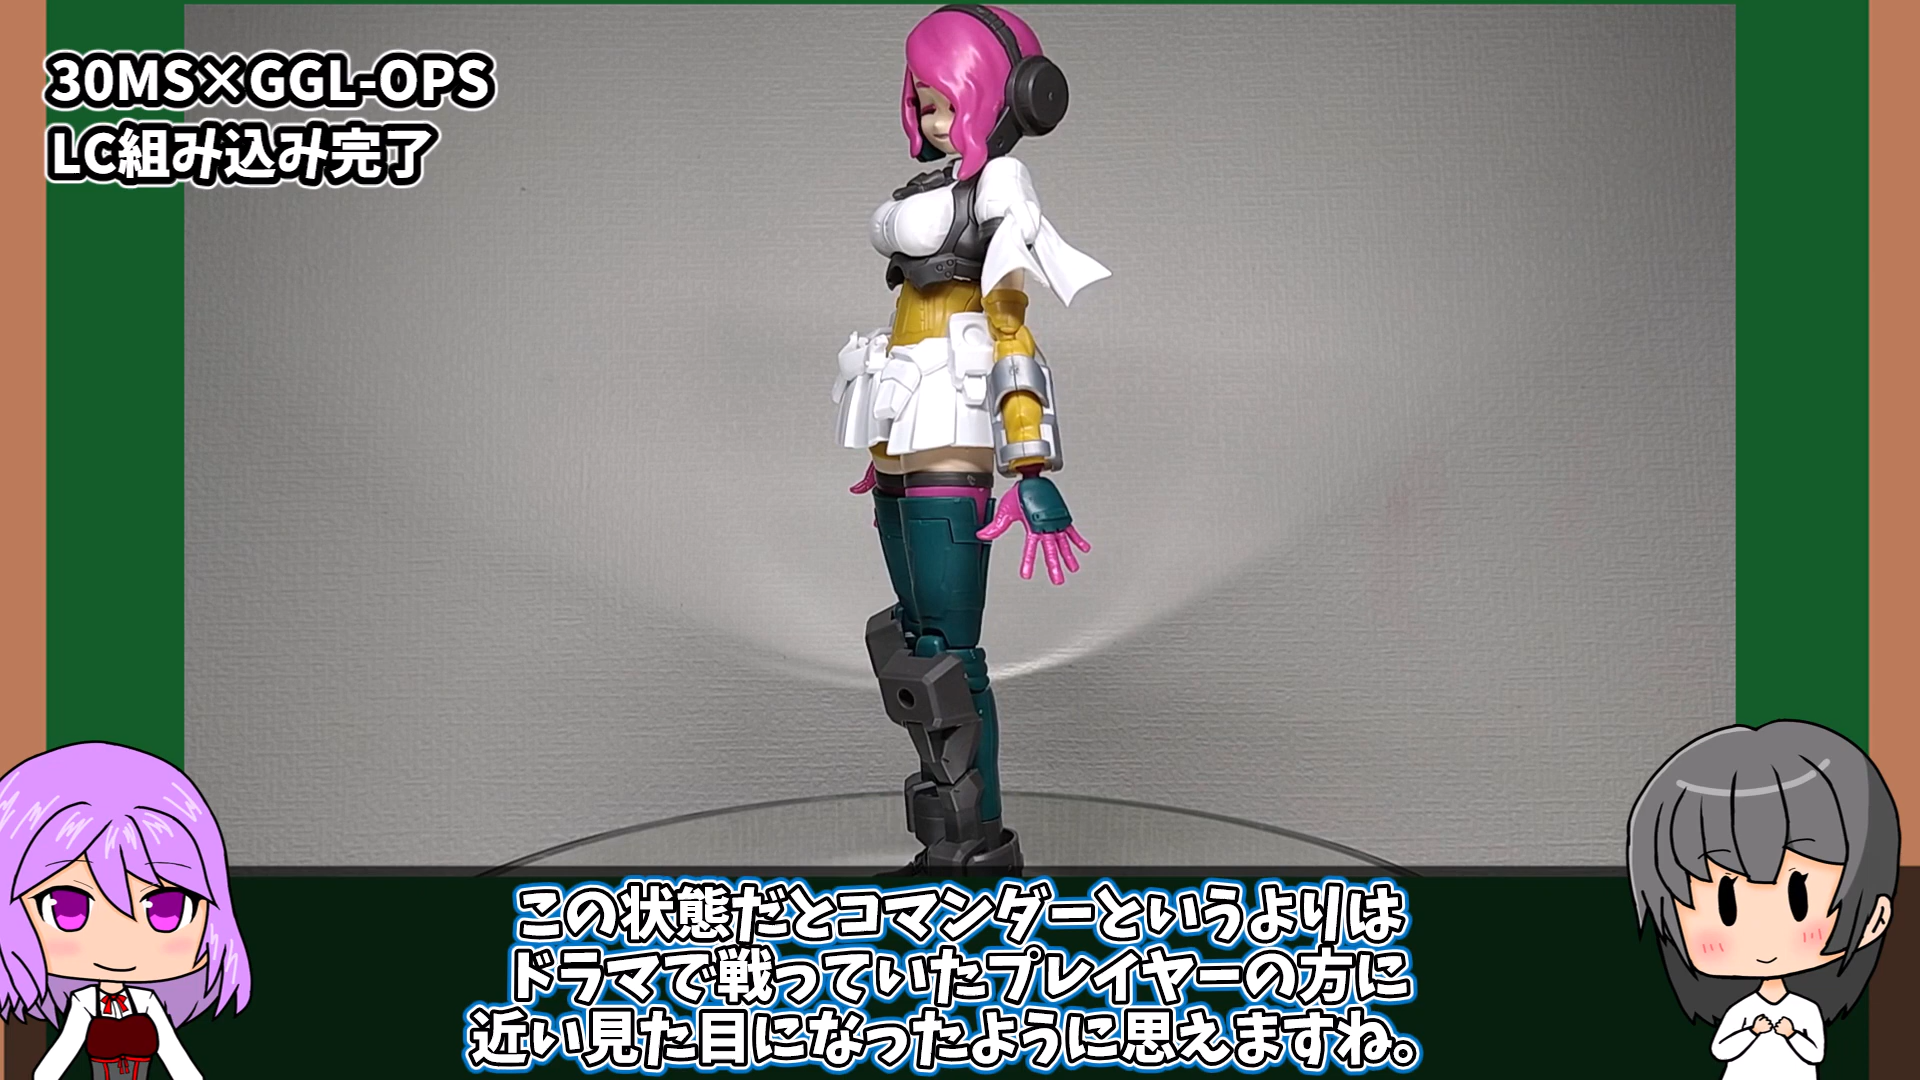 30MS×GGL-OPS
LC組み込み完了
この状態だとコマンダーというよりは
ドラマで戦っていたプレイヤーの方に
近い見た目になったように思えますね。